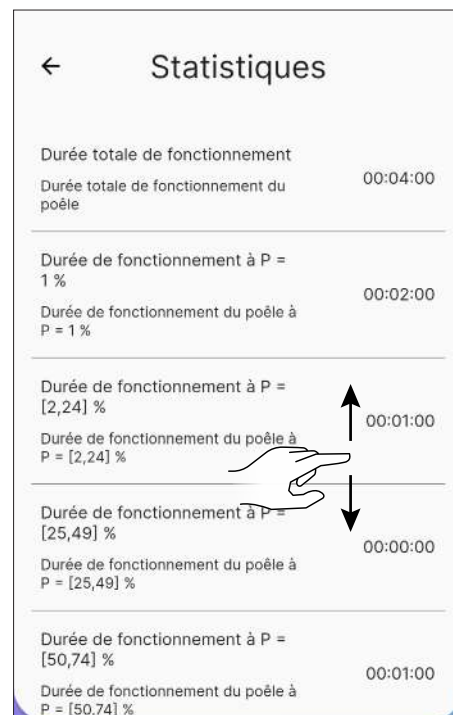 Statistiques
Durée totale de fonctionnement
Durée totale de fonctionnement du
poêle
00:04:00
Durée de fonctionnement à P =
1 %
Durée de fonctionnement du poêle à
P = 1 %
00:02:00
Durée de fonctionnement à P =
[2,24] %
Durée de fonctionnement du poêle à
P = [2,24] %
00:01:00
Durée de fonctionnement à P =
[25,49] %
Durée de fonctionnement du poêle à
P = [25,49] %
00:00:00
Durée de fonctionnement à P =
[50,74] %
Durée de fonctionnement du poêle à
P = [50,74] %
00:01:00